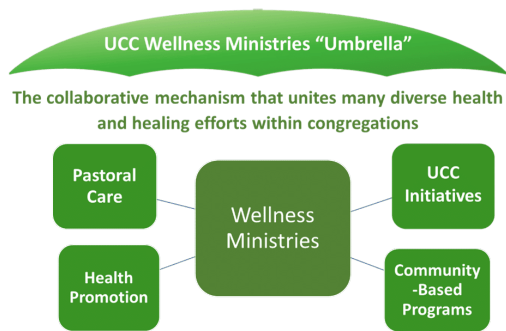 UCC Wellness Ministries “Umbrella”
The collaborative mechanism that unites many diverse health
and healing efforts within congregations
Pastoral
Care
UCC
Initiatives
Wellness
Ministries
Health
Promotion
Community
-Based
Programs